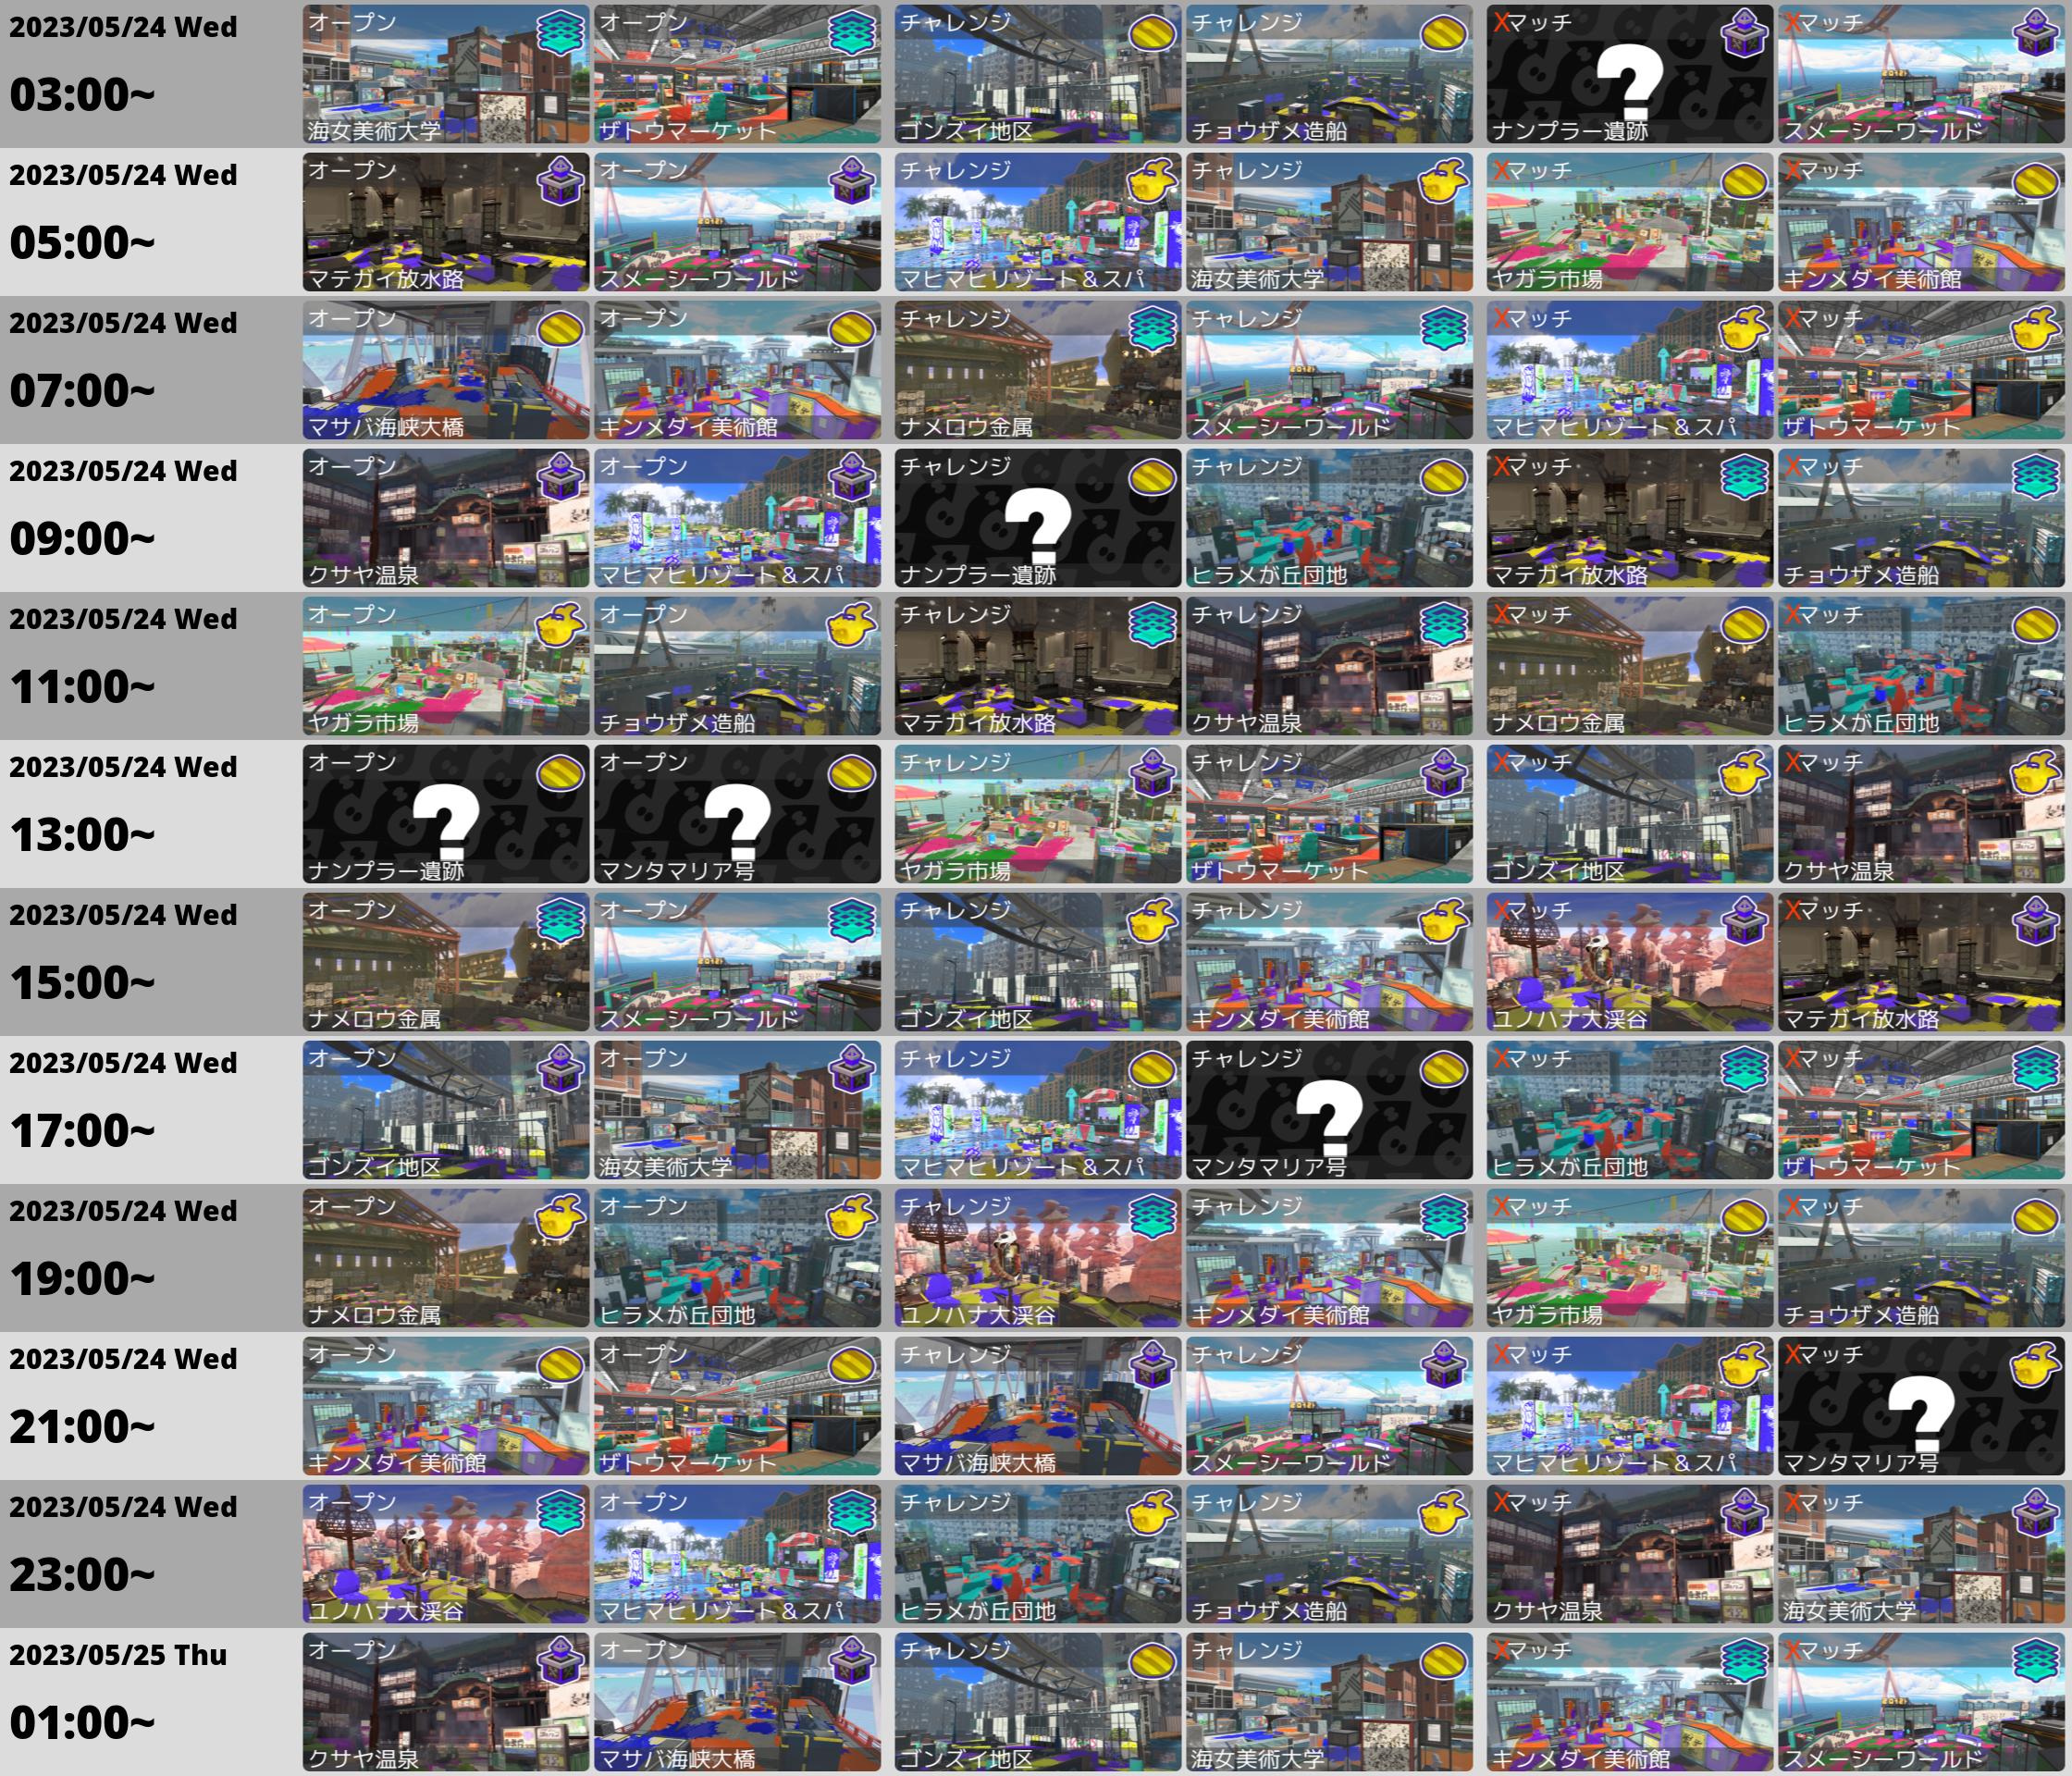 2023/05/24 Wed
03:00~
オープン オープン チャレンジ チャレンジ Xマッチ Xマッチ
海女美術大学 ザトウマーケット ゴンズイ地区 チョウザメ造船 ナンプラー遺跡 スメーシーワールド
2023/05/24 Wed
05:00~
オープン オープン チャレンジ チャレンジ Xマッチ Xマッチ
マテガイ放水路 スメーシーワールド マヒマヒリゾート＆スパ 海女美術大学 ヤガラ市場 キンメダイ美術館
2023/05/24 Wed
07:00~
オープン オープン チャレンジ チャレンジ Xマッチ Xマッチ
マサバ海峡大橋 キンメダイ美術館 ナメロウ金属 スメーシーワールド マヒマヒリゾート＆スパ ザトウマーケット
2023/05/24 Wed
09:00~
オープン オープン チャレンジ チャレンジ Xマッチ Xマッチ
クサヤ温泉 マヒマヒリゾート＆スパ ナンプラー遺跡 ヒラメが丘団地 マテガイ放水路 チョウザメ造船
2023/05/24 Wed
11:00~
オープン オープン チャレンジ チャレンジ Xマッチ Xマッチ
ヤガラ市場 チョウザメ造船 マテガイ放水路 クサヤ温泉 ナメロウ金属 ヒラメが丘団地
2023/05/24 Wed
13:00~
オープン オープン チャレンジ チャレンジ Xマッチ Xマッチ
ナンプラー遺跡 マンタマリア号 ヤガラ市場 ザトウマーケット ゴンズイ地区 クサヤ温泉
2023/05/24 Wed
15:00~
オープン オープン チャレンジ チャレンジ Xマッチ Xマッチ
ナメロウ金属 スメーシーワールド ゴンズイ地区 キンメダイ美術館 ユノハナ大渓谷 マテガイ放水路
2023/05/24 Wed
17:00~
オープン オープン チャレンジ チャレンジ Xマッチ Xマッチ
ゴンズイ地区 海女美術大学 マヒマヒリゾート＆スパ マンタマリア号 ヒラメが丘団地 ザトウマーケット
2023/05/24 Wed
19:00~
オープン オープン チャレンジ チャレンジ Xマッチ Xマッチ
ナメロウ金属 ヒラメが丘団地 ユノハナ大渓谷 キンメダイ美術館 ヤガラ市場 チョウザメ造船
2023/05/24 Wed
21:00~
オープン オープン チャレンジ チャレンジ Xマッチ Xマッチ
キンメダイ美術館 ザトウマーケット マサバ海峡大橋 スメーシーワールド マヒマヒリゾート＆スパ マンタマリア号
2023/05/24 Wed
23:00~
オープン オープン チャレンジ チャレンジ Xマッチ Xマッチ
ユノハナ大渓谷 マヒマヒリゾート＆スパ ヒラメが丘団地 チョウザメ造船 クサヤ温泉 海女美術大学
2023/05/25 Thu
01:00~
オープン オープン チャレンジ チャレンジ Xマッチ Xマッチ
クサヤ温泉 マサバ海峡大橋 ゴンズイ地区 海女美術大学 キンメダイ美術館 スメーシーワールド